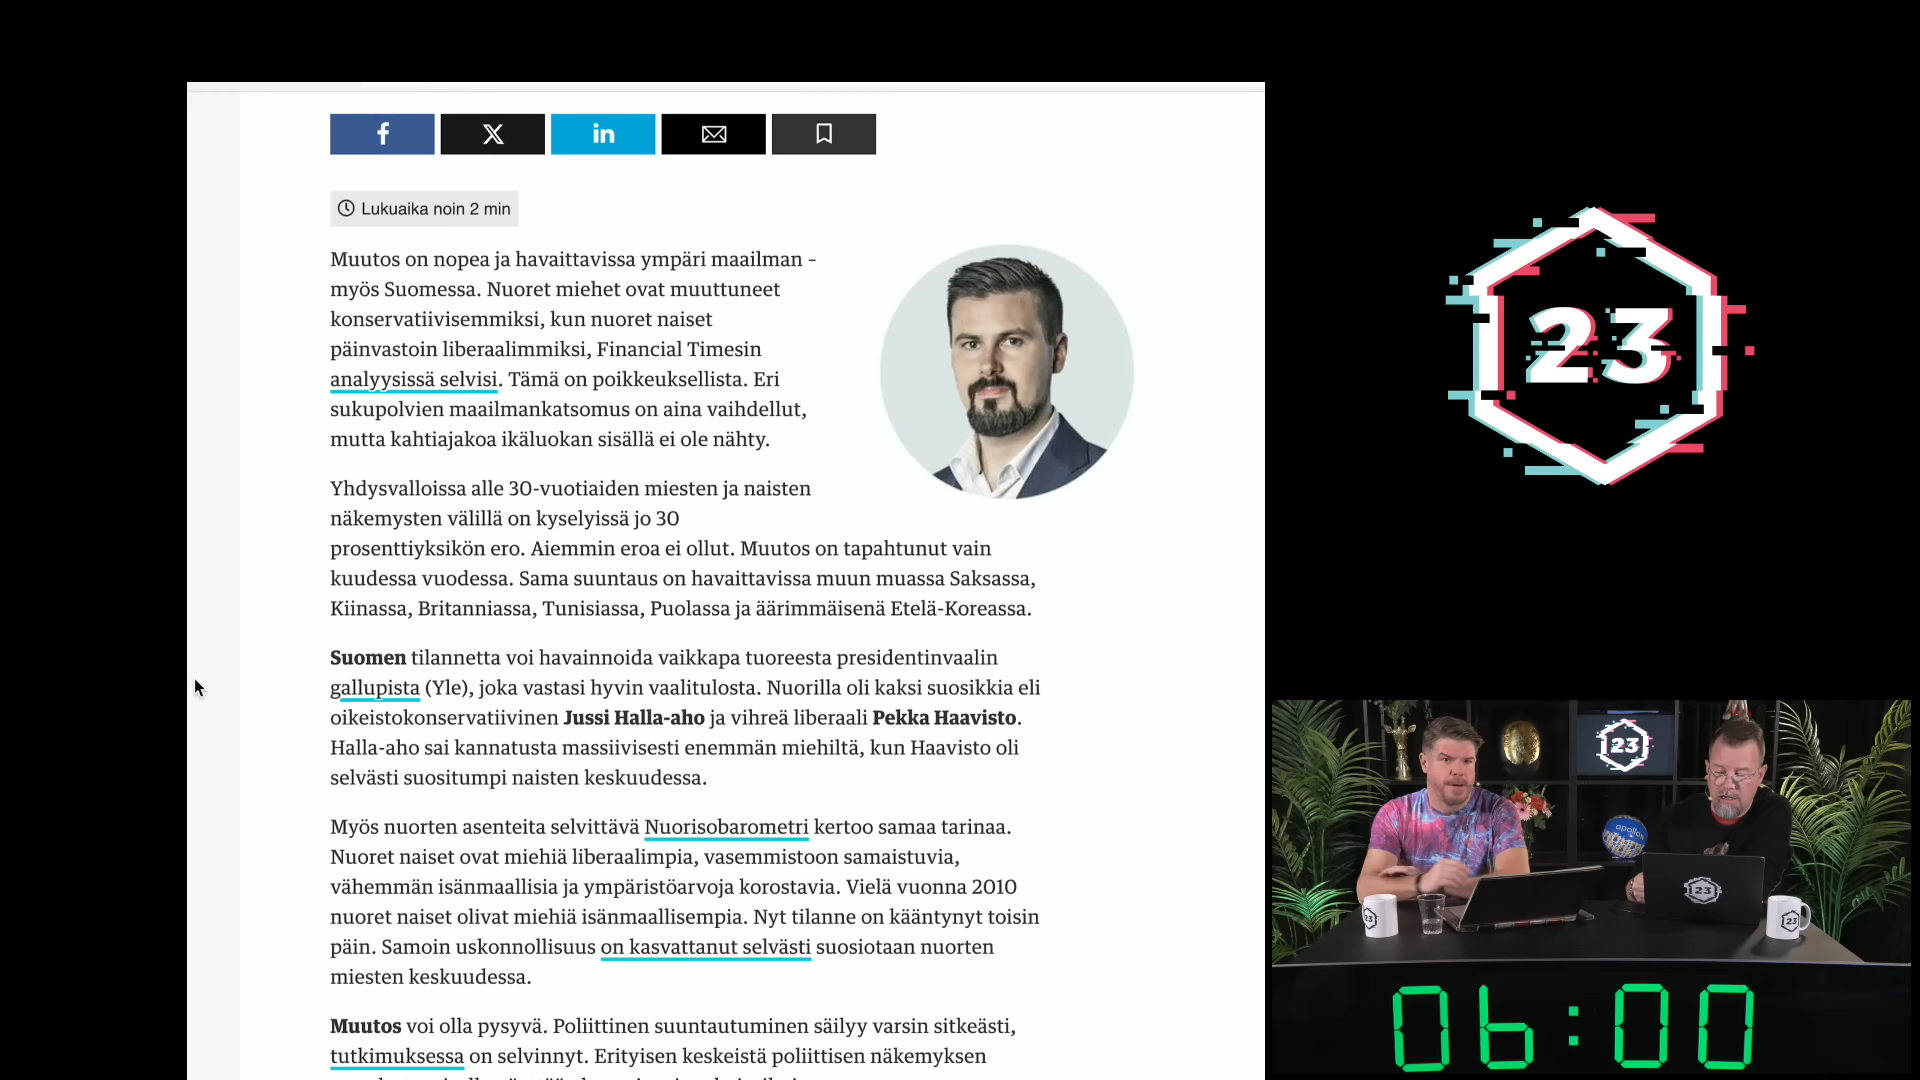 Lukuaika noin 2 min
Muutos on nopea ja havaittavissa ympäri maailman –
myös Suomessa. Nuoret miehet ovat muuttuneet
konservatiivisemmiksi, kun nuoret naiset
päinvastoin liberaalimmiksi, Financial Timesin
analyysissä selvisi. Tämä on poikkeuksellista. Eri
sukupolvien maailmankatsomus on aina vaihdellut,
mutta kahtiajakoa ikäluokan sisällä ei ole nähty.
Yhdysvalloissa alle 30-vuotiaiden miesten ja naisten
näkemysten välillä on kyselyissä jo 30
prosenttiyksikön ero. Aiemmin eroa ei ollut. Muutos on tapahtunut vain
kuudessa vuodessa. Sama suuntaus on havaittavissa muun muassa Saksassa,
Kiinassa, Britanniassa, Tunisiassa, Puolassa ja äärimmäisenä Etelä-Koreassa.
Suomen tilannetta voi havainnoida vaikkapa tuoreesta presidentinvaalin
gallupista (Yle), joka vastasi hyvin vaalitulosta. Nuorilla oli kaksi suosikkia eli
oikeistokonservatiivinen Jussi Halla-aho ja vihreä liberaali Pekka Haavisto.
Halla-aho sai kannatusta massiivisesti enemmän miehiltä, kun Haavisto oli
selvästi suositumpi naisten keskuudessa.
Myös nuorten asenteita selvittävä Nuorisobarometri kertoo samaa tarinaa.
Nuoret naiset ovat miehiä liberaalimpia, vasemmistoon samaistuvia,
vähemmän isänmaallisia ja ympäristöarvoja korostavia. Vielä vuonna 2010
nuoret naiset olivat miehiä isänmaallisempia. Nyt tilanne on kääntynyt toisin
päin. Samoin uskonnollisuus on kasvattanut selvästi suosiotaan nuorten
miesten keskuudessa.
Muutos voi olla pysyvä. Poliittinen suuntautuminen säilyy varsin sitkeästi,
tutkimuksessa on selvinnyt. Erityisen keskeistä poliittisen näkemyksen
23
23
apollo
23
23
23
06:00